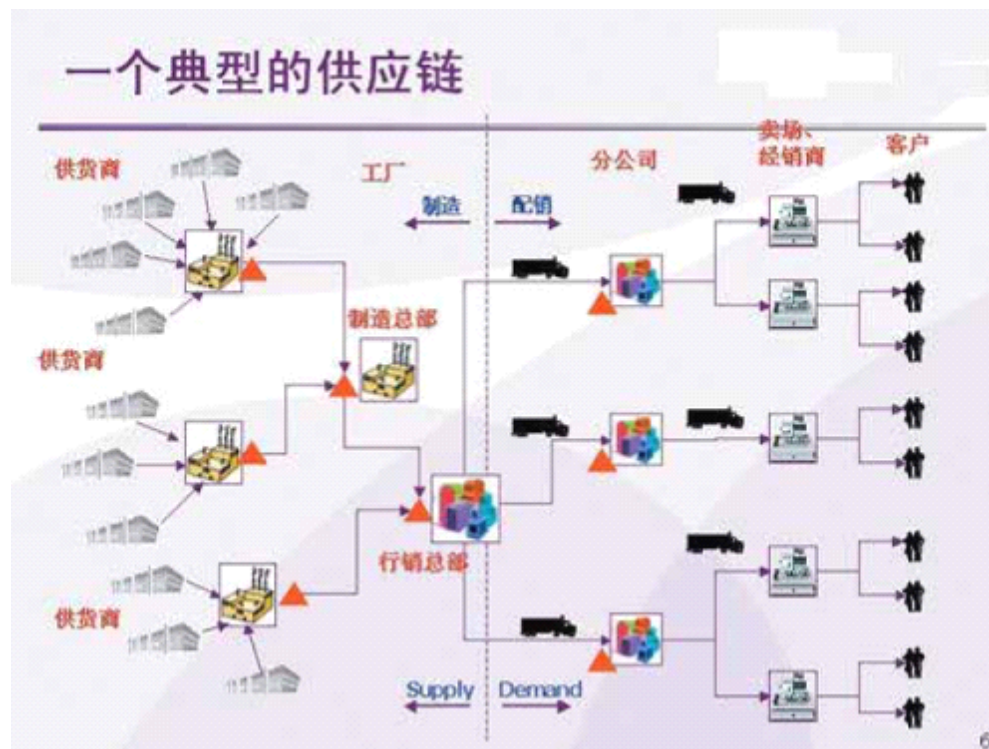 一个典型的供应链
供货商
工厂
分公司
卖场、
经销商
客户
制造
配销
制造总部
供货商
行销总部
供货商
Supply
Demand
6